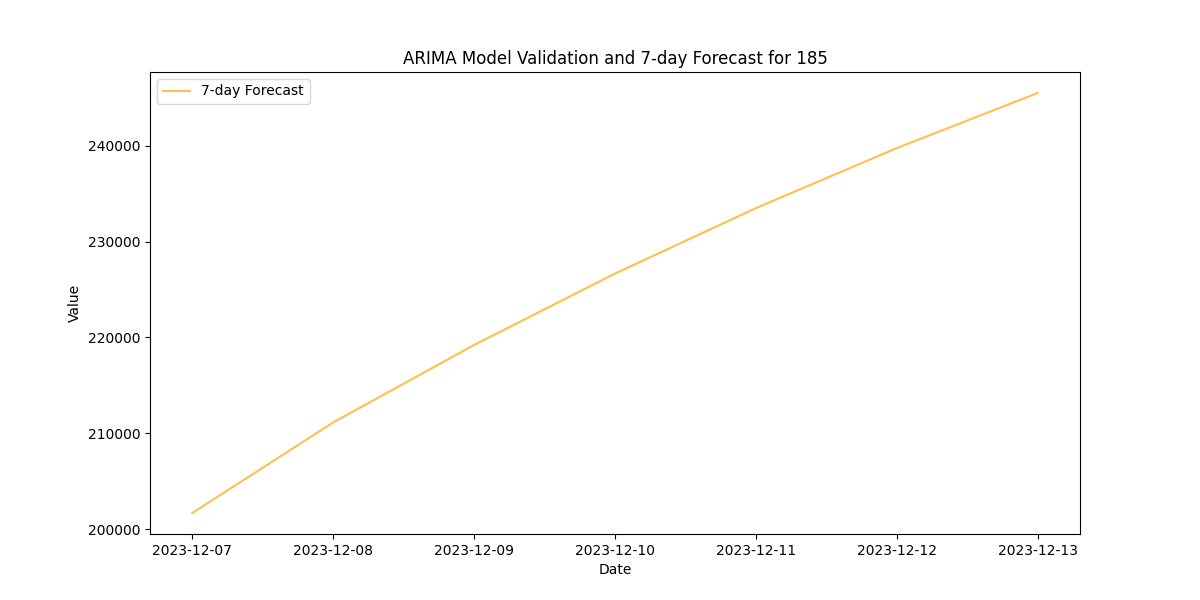 ARIMA Model Validation and 7-day Forecast for 185
7-day Forecast
240000
230000
220000
210000
200000
Value
2023-12-07 2023-12-08 2023-12-09 2023-12-10 2023-12-11 2023-12-12 2023-12-13
Date